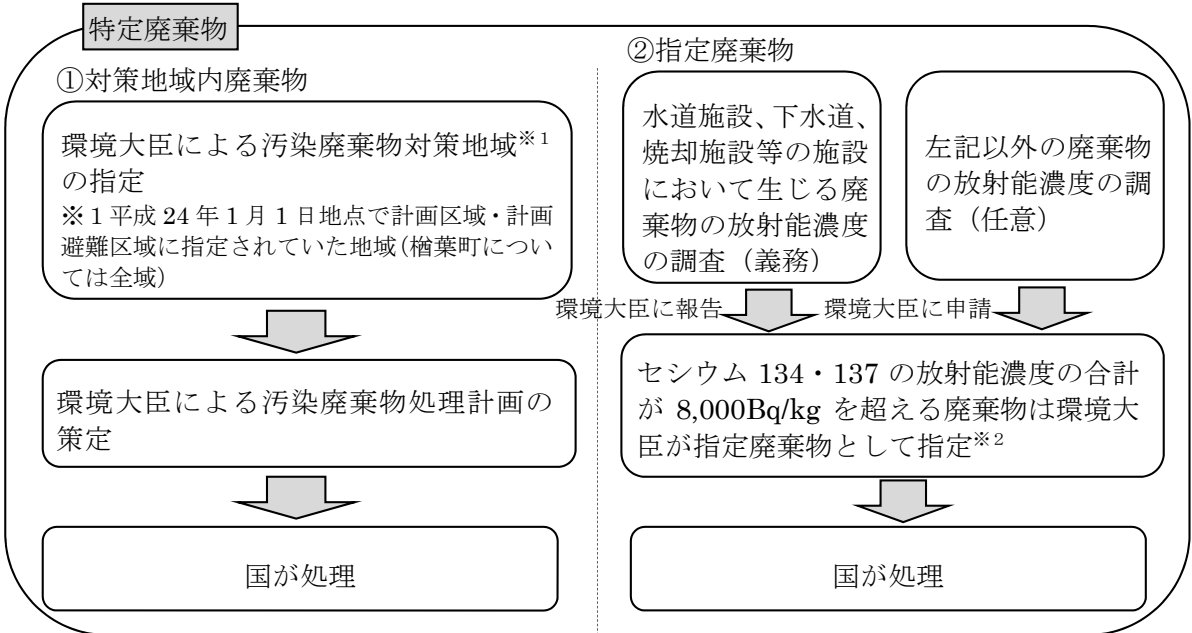 特定廃棄物
①対策地域内廃棄物
環境大臣による汚染廃棄物対策地域※1
の指定
※1 平成 24 年 1 月 1 日地点で計画区域・計画
避難区域に指定されていた地域(楢葉町につい
ては全域)
環境大臣による汚染廃棄物処理計画の
策定
国が処理
②指定廃棄物
水道施設、下水道、
焼却施設等の施設
において生じる廃
棄物の放射能濃度
の調査（義務）
左記以外の廃棄物
の放射能濃度の調
査（任意）
環境大臣に報告
環境大臣に申請
セシウム 134・137 の放射能濃度の合計
が 8,000Bq/kg を超える廃棄物は環境大
臣が指定廃棄物として指定※2
国が処理